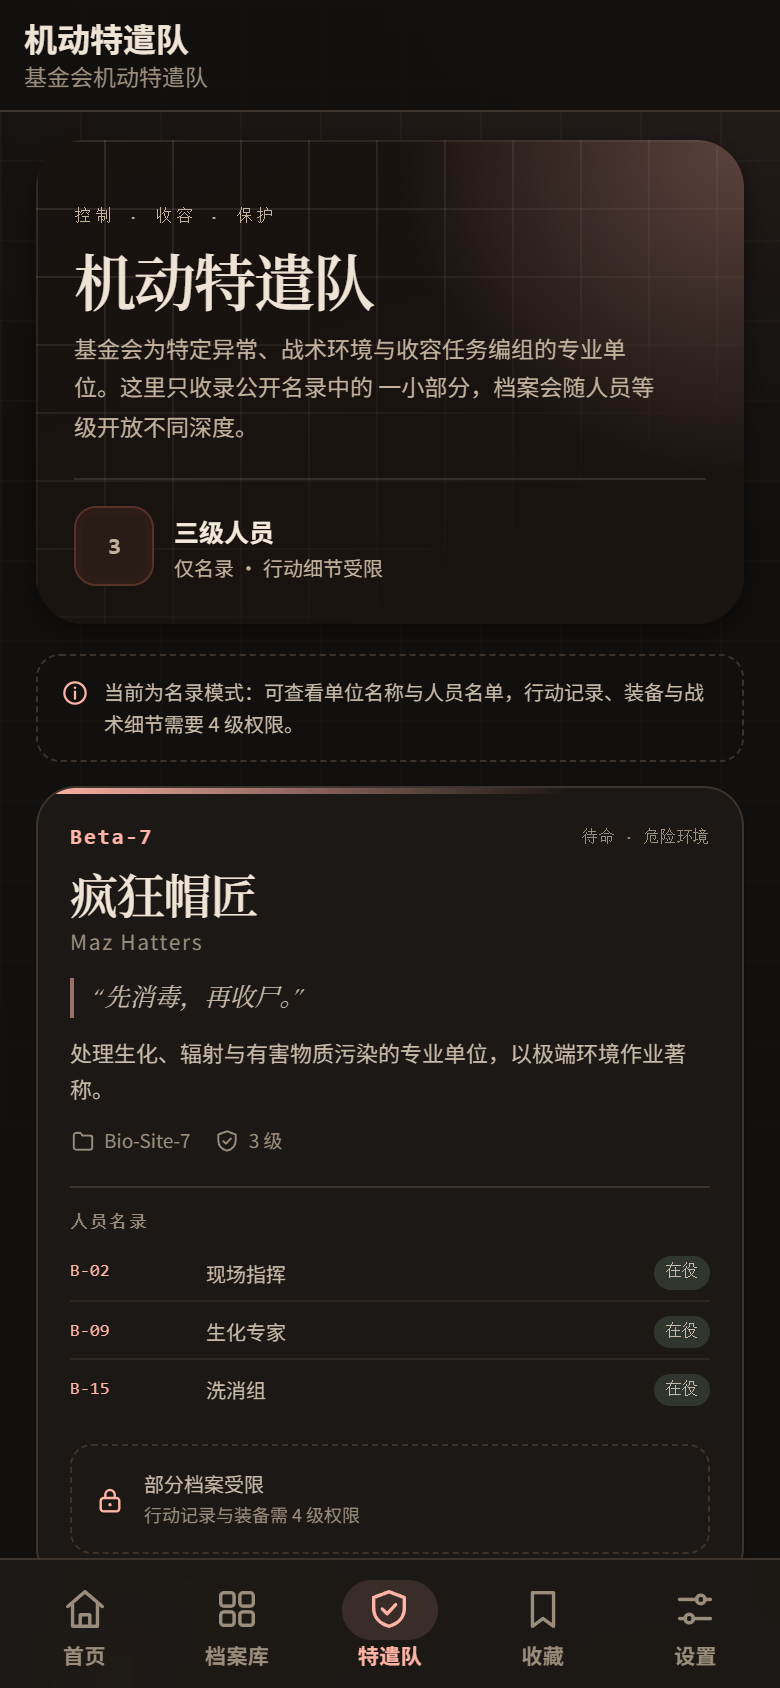 机动特遣队
基金会机动特遣队
控制 · 收容 · 保护
机动特遣队
基金会为特定异常、战术环境与收容任务编组的专业单
位。这里只收录公开名录中的 一小部分，档案会随人员等
级开放不同深度。
3
三级人员
仅名录 · 行动细节受限
当前为名录模式：可查看单位名称与人员名单，行动记录、装备与战
术细节需要 4 级权限。
Beta-7
待命 · 危险环境
疯狂帽匠
Maz Hatters
“先消毒，再收尸。”
处理生化、辐射与有害物质污染的专业单位，以极端环境作业著
称。
Bio-Site-7 3 级
人员名录
B-02 现场指挥 在役
B-09 生化专家 在役
B-15 洗消组 在役
部分档案受限
行动记录与装备需 4 级权限
首页 档案库 特遣队 收藏 设置